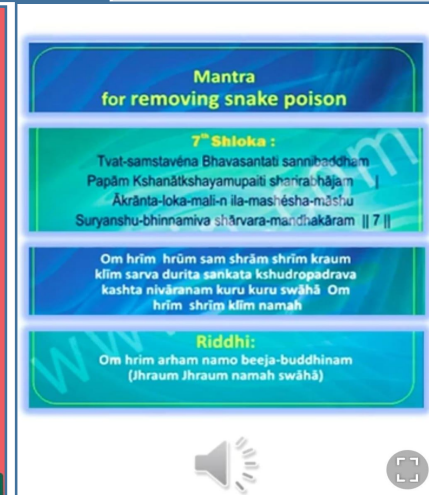 Mantra
for removing snake poison
7th Shloka :
Tvat-samstavéna Bhavasantati sannibaddham
Papām Kshanātkshayamupaiti sharirabhājam |
Ākrānta-loka-mali-n ila-mashésha-māshu
Suryanshu-bhinnamiva shārvara-mandhakāram || 7 ||
Om hrīm hrūm sam shrām shrīm kraum
klīm sarva durita sankata kshudropadrava
kashta nivāranam kuru kuru swāhā Om
hrīm shrīm klīm namah
Riddhi:
Om hrim arham namo beeja-buddhinam
(Jhraum Jhraum namah swāhā)